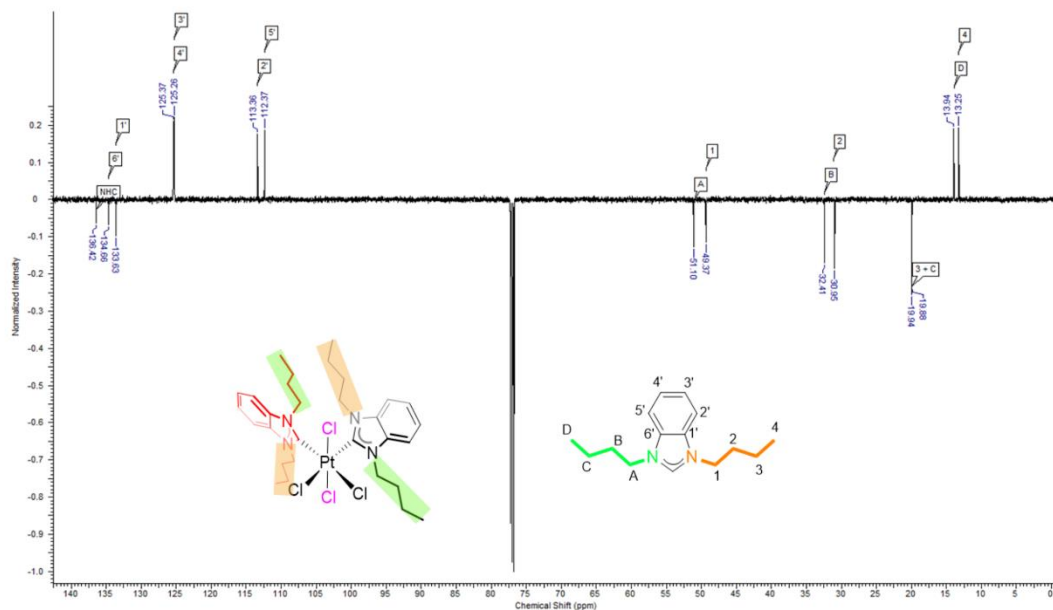 3'
4'
125.37
125.26
5'
2'
113.36
112.37
4
D
13.94
13.25
1'
6'
NHC
136.42
134.66
133.63
1
A
51.10
49.37
2
B
32.41
30.95
3 + C
19.94
19.88
Normalized Intensity
0.2
0.1
0
-0.1
-0.2
-0.3
-0.4
-0.5
-0.6
-0.7
-0.8
-0.9
-1.0
N
N
N
N
Cl
Pt
Cl
Cl
Cl
4'
3'
5'
2'
6'
1'
D
B
C
A
N
N
1
2
3
4
140 135 130 125 120 115 110 105 100 95 90 85 80 75 70 65 60 55 50 45 40 35 30 25 20 15 10 5 0
Chemical Shift (ppm)